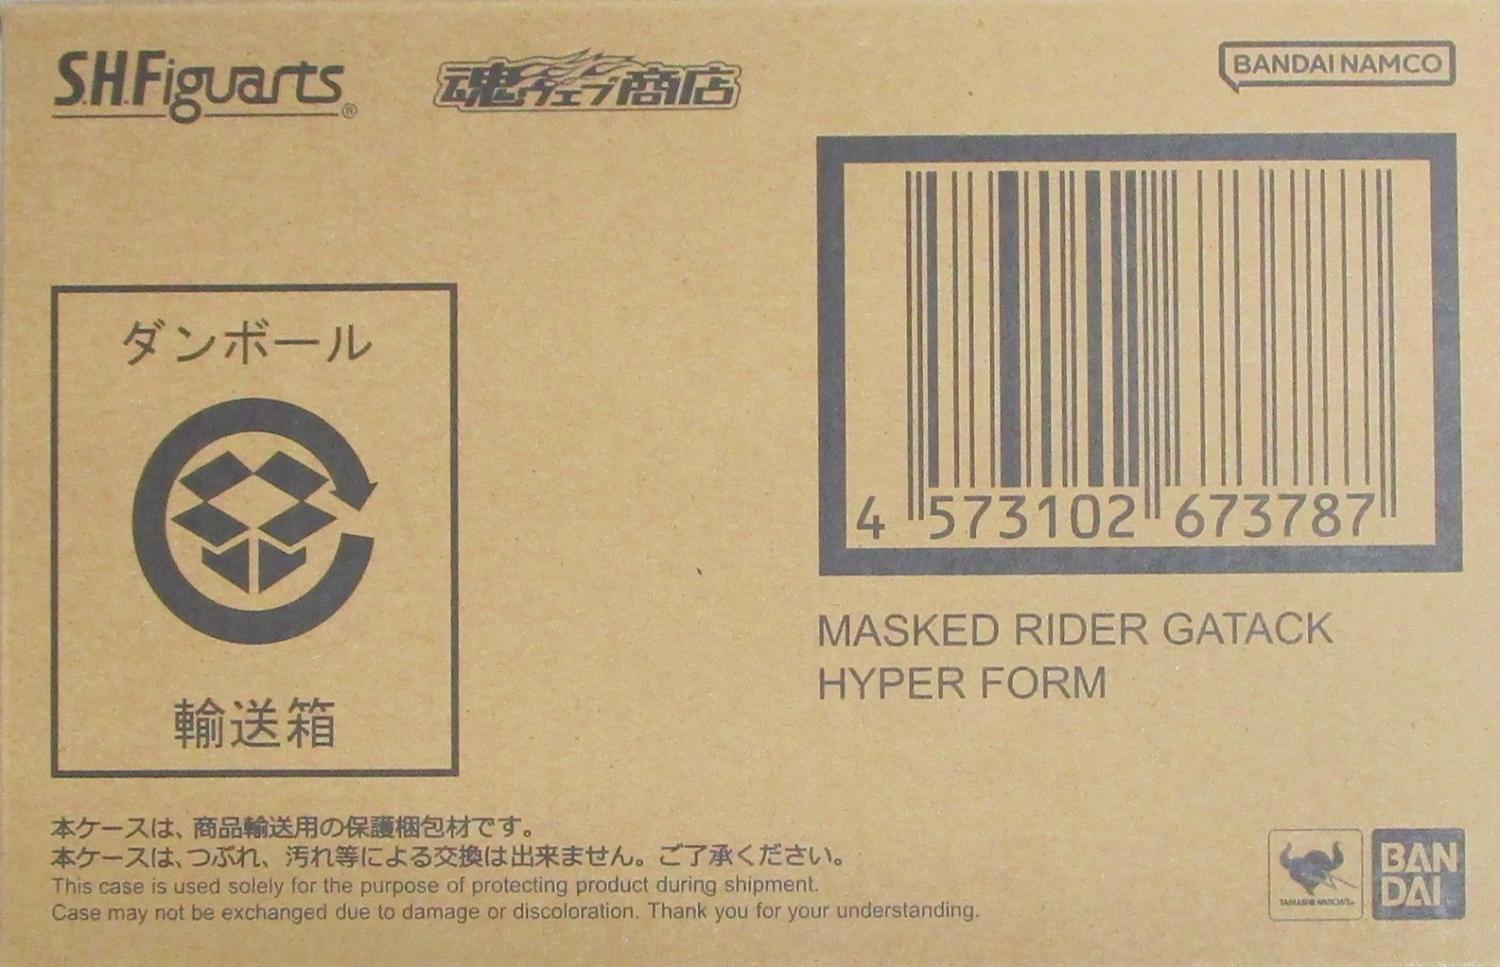 S.H.Figuarts®
魂ウェブ商店
BANDAI NAMCO
4 573102 673787
MASKED RIDER GATACK
HYPER FORM
ダンボール
輸送箱
本ケースは、商品輸送用の保護梱包材です。
本ケースは、つぶれ、汚れ等による交換は出来ません。ご了承ください。
This case is used solely for the purpose of protecting product during shipment.
Case may not be exchanged due to damage or discoloration. Thank you for your understanding.
TAMASHII NATIONS
BAN
DAI